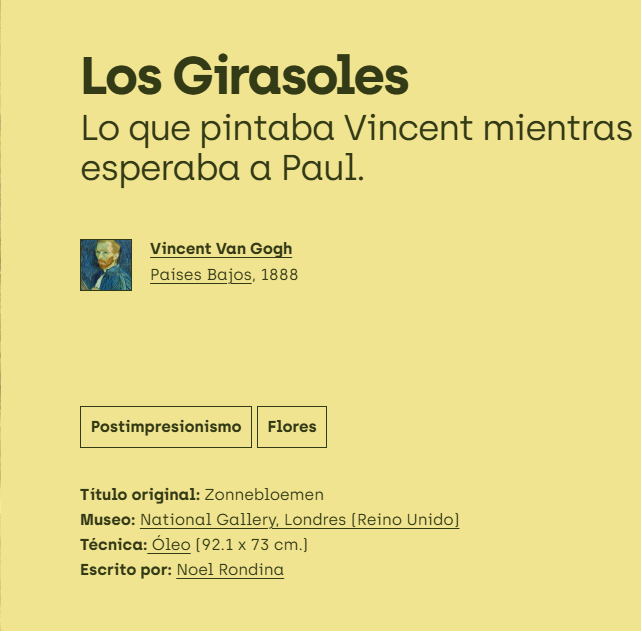 Los Girasoles
Lo que pintaba Vincent mientras
esperaba a Paul.
Vincent Van Gogh
Países Bajos, 1888
Postimpresionismo
Flores
Título original: Zonnebloemen
Museo: National Gallery, Londres (Reino Unido)
Técnica: Óleo (92.1 x 73 cm.)
Escrito por: Noel Rondina